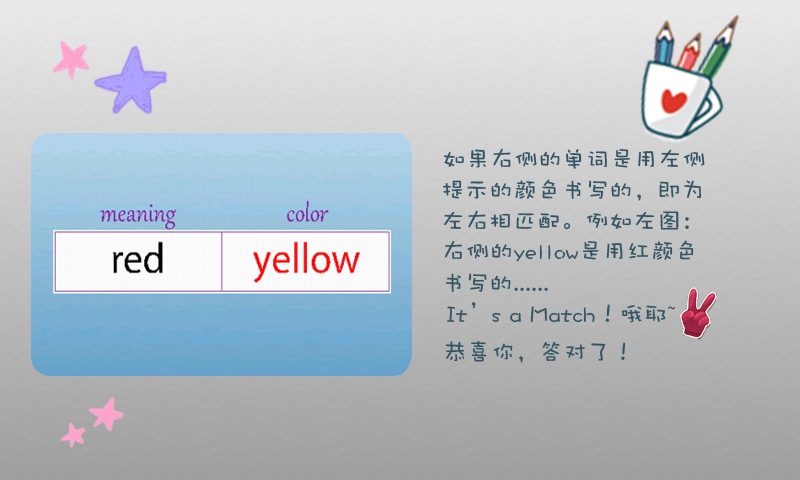 meaning color
red yellow
如果右侧的单词是用左侧
提示的颜色书写的，即为
左右相匹配。例如左图：
右侧的yellow是用红颜色
书写的……
It's a Match！哦耶~
恭喜你，答对了！